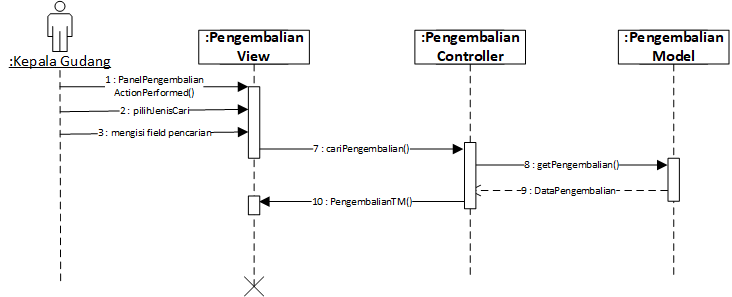 :Kepala Gudang
:Pengembalian
View
:Pengembalian
Controller
:Pengembalian
Model
1 : PanelPengembalian
ActionPerformed()
2 : pilihJenisCari
3 : mengisi field pencarian
7 : cariPengembalian()
8 : getPengembalian()
9 : DataPengembalian
10 : PengembalianTM()